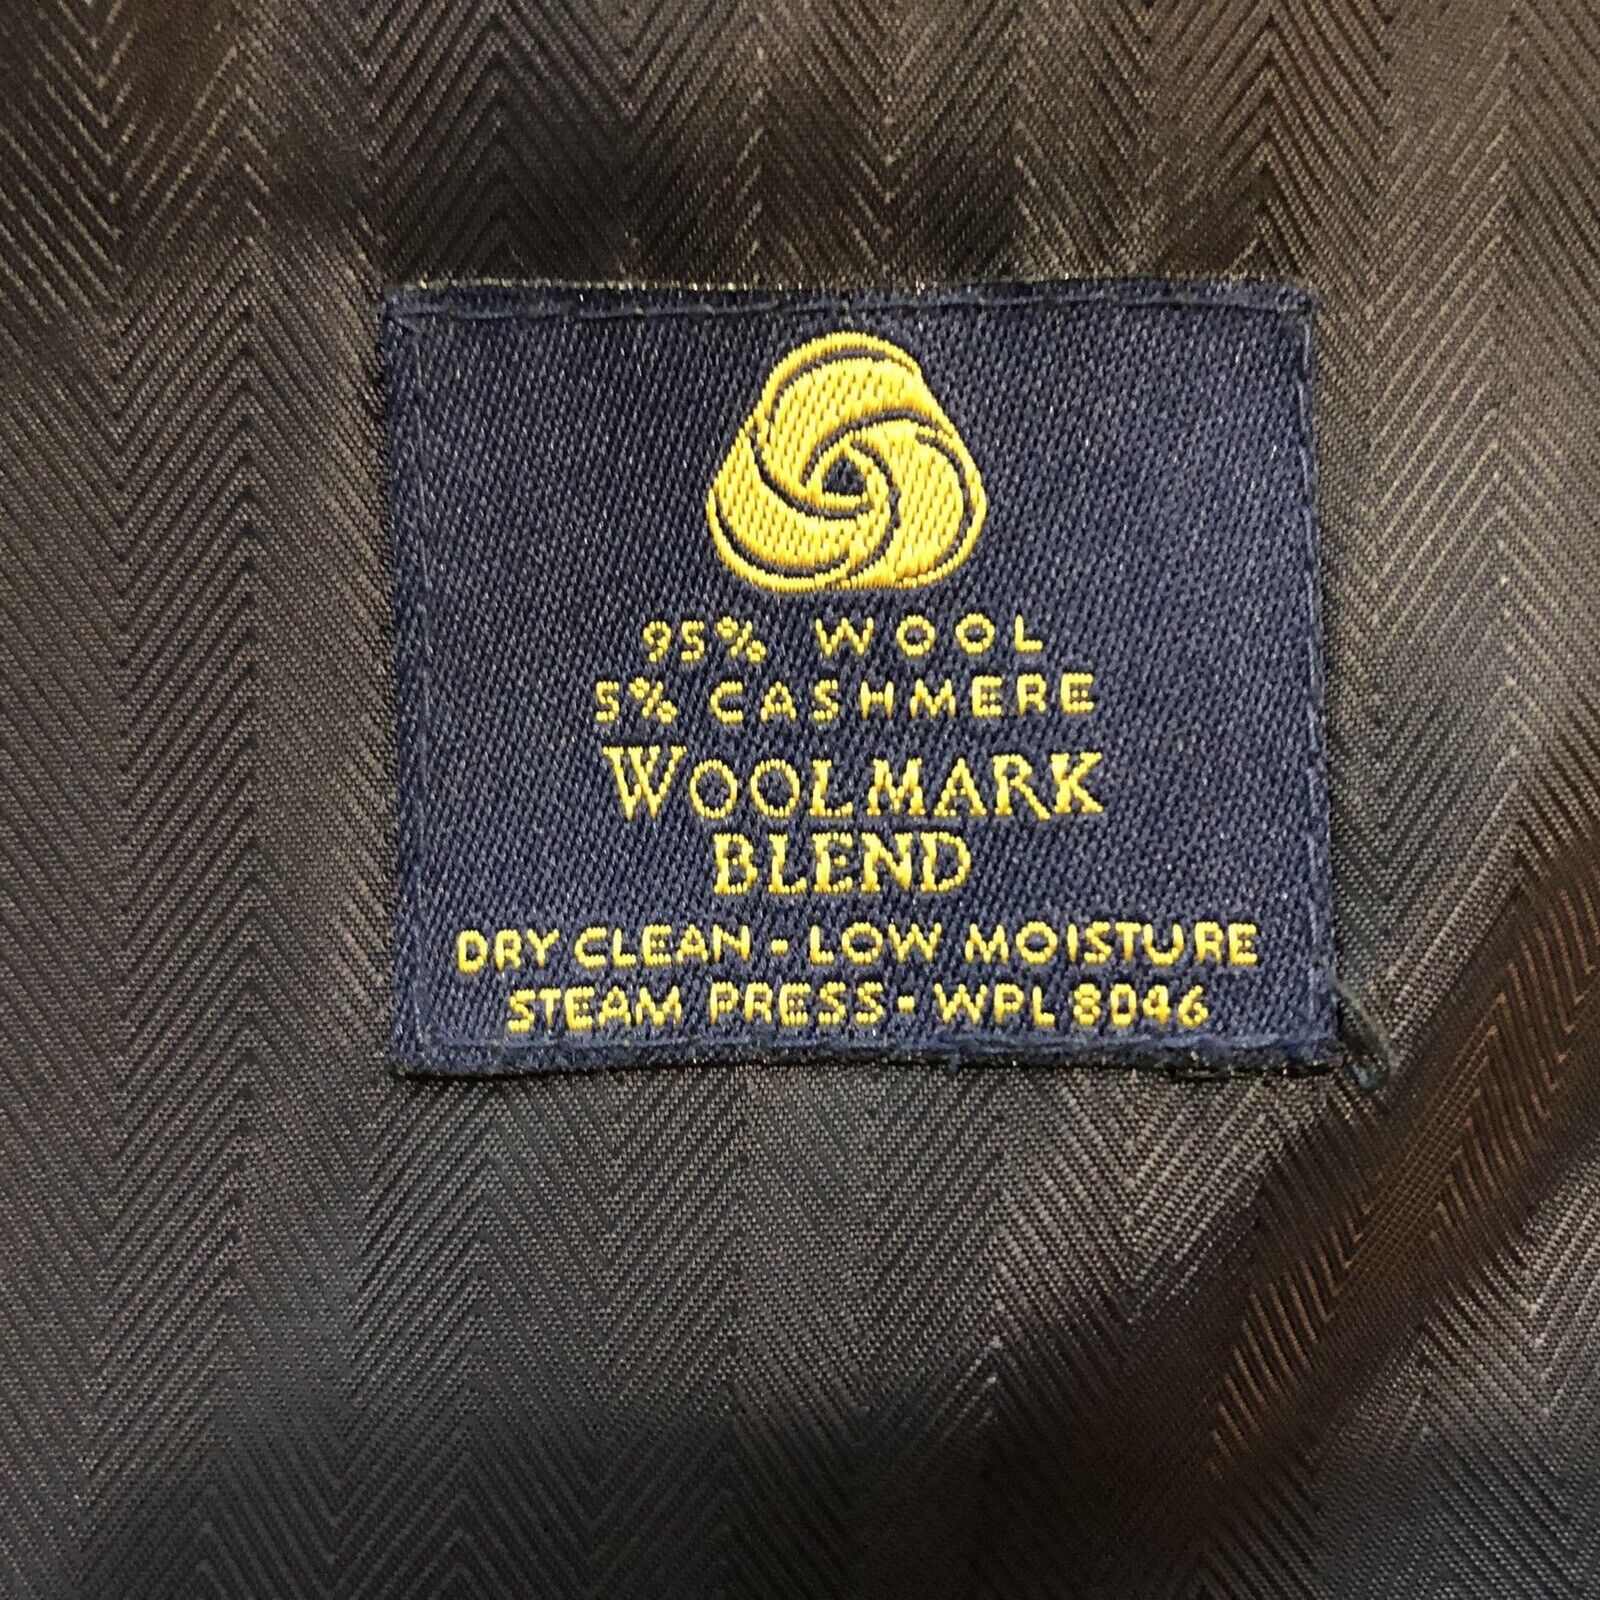 95% WOOL
5% CASHMERE
WOOLMARK
BLEND
DRY CLEAN - LOW MOISTURE
STEAM PRESS • WPL 8046